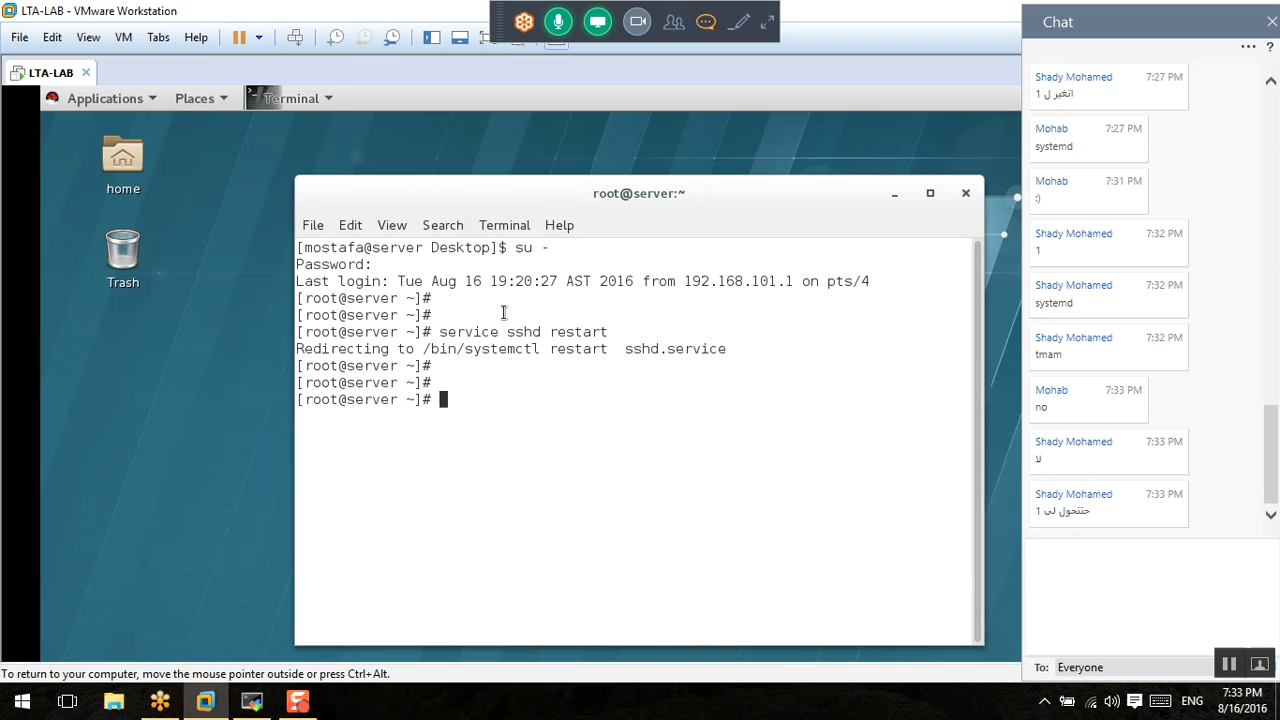 LTA-LAB - VMware Workstation
File Edit View VM Tabs Help
LTA-LAB
Applications Places Terminal
home
Trash
root@server:~
File Edit View Search Terminal Help
[mostafa@server Desktop]$ su -
Password:
Last login: Tue Aug 16 19:20:27 AST 2016 from 192.168.101.1 on pts/4
[root@server ~]#
[root@server ~]#
[root@server ~]# service sshd restart
Redirecting to /bin/systemctl restart  sshd.service
[root@server ~]#
[root@server ~]#
[root@server ~]#
Chat
Shady Mohamed 7:27 PM
اتغير ل 1
Mohab 7:27 PM
systemd
Mohab 7:31 PM
:)
Shady Mohamed 7:32 PM
1
Shady Mohamed 7:32 PM
systemd
Shady Mohamed 7:32 PM
tmam
Mohab 7:33 PM
no
Shady Mohamed 7:33 PM
لا
Shady Mohamed 7:33 PM
حتتحول لى 1
To: Everyone
To return to your computer, move the mouse pointer outside or press Ctrl+Alt.
ENG
7:33 PM
8/16/2016